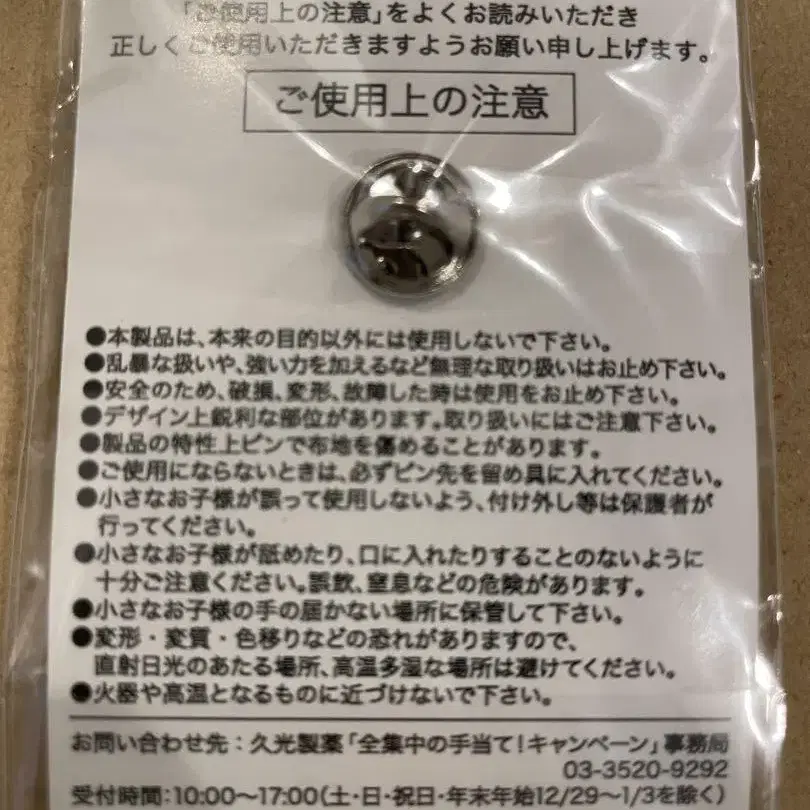 「ご使用上の注意」をよくお読みいただき
正しくご使用いただきますようお願い申し上げます。
ご使用上の注意
●本製品は、本来の目的以外には使用しないで下さい。
●乱暴な扱いや、強い力を加えるなど無理な取り扱いはお止め下さい。
●安全のため、破損、変形、故障した時は使用をお止め下さい。
●デザイン上鋭利な部位があります。取り扱いにはご注意下さい。
●製品の特性上ピンで布地を傷めることがあります。
●ご使用にならないときは、必ずピン先を留め具に入れてください。
●小さなお子様が誤って使用しないよう、付け外し等は保護者が
行ってください。
●小さなお子様が舐めたり、口に入れたりすることのないように
十分ご注意ください。誤飲、窒息などの危険があります。
●小さなお子様の手の届かない場所に保管して下さい。
●変形・変質・色移りなどの恐れがありますので、
直射日光のあたる場所、高温多湿な場所は避けてください。
●火器や高温となるものに近づけないで下さい。
お問い合わせ先：久光製薬「全集中の手当て！キャンペーン」事務局
03-3520-9292
受付時間：10:00〜17:00（土・日・祝日・年末年始12/29〜1/3を除く）